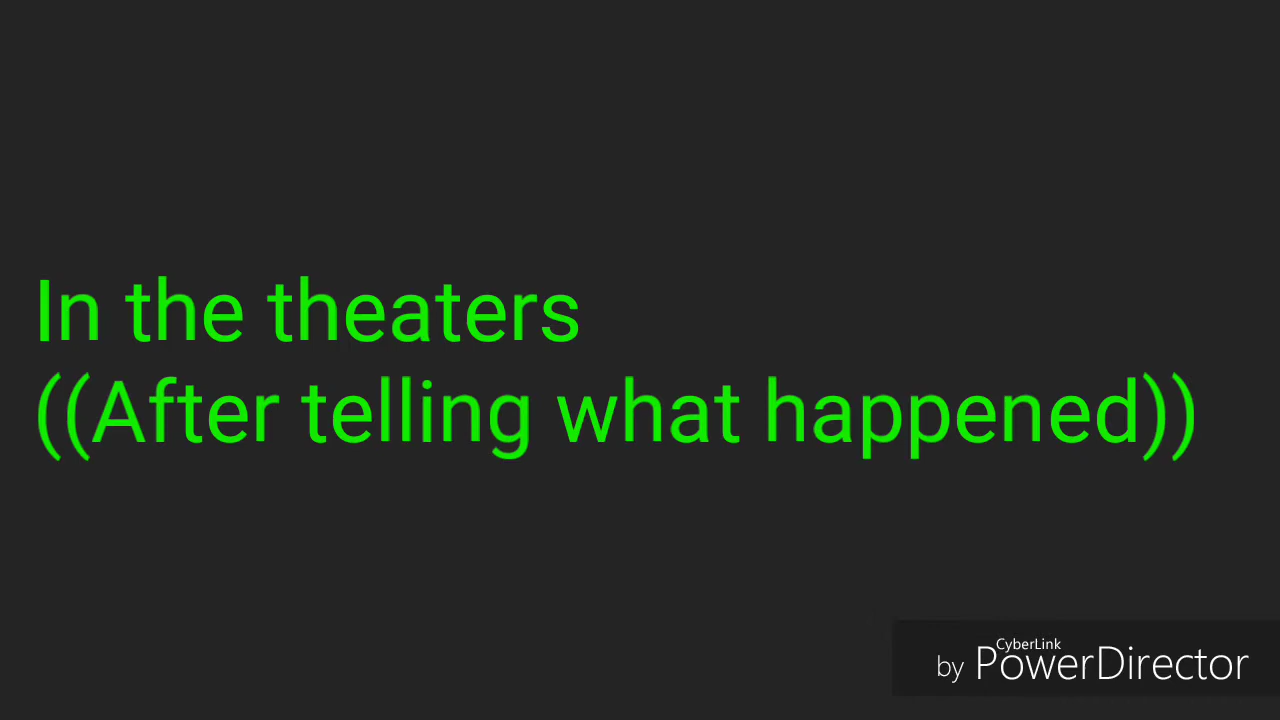 In the theaters
((After telling what happened))
CyberLink
by PowerDirector